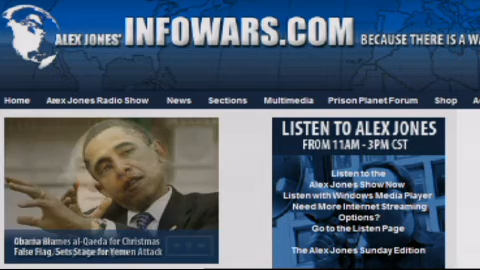 ALEX JONES' INFOWARS.COM BECAUSE THERE IS A WA
Home Alex Jones Radio Show News Sections Multimedia Prison Planet Forum Shop A
LISTEN TO ALEX JONES
FROM 11AM - 3PM CST
Listen to the
Alex Jones Show Now
Listen with Windows Media Player
Need More Internet Streaming
Options?
Go to the Listen Page
The Alex Jones Sunday Edition
Obama Blames al-Qaeda for Christmas
False Flag, Sets Stage for Yemen Attack